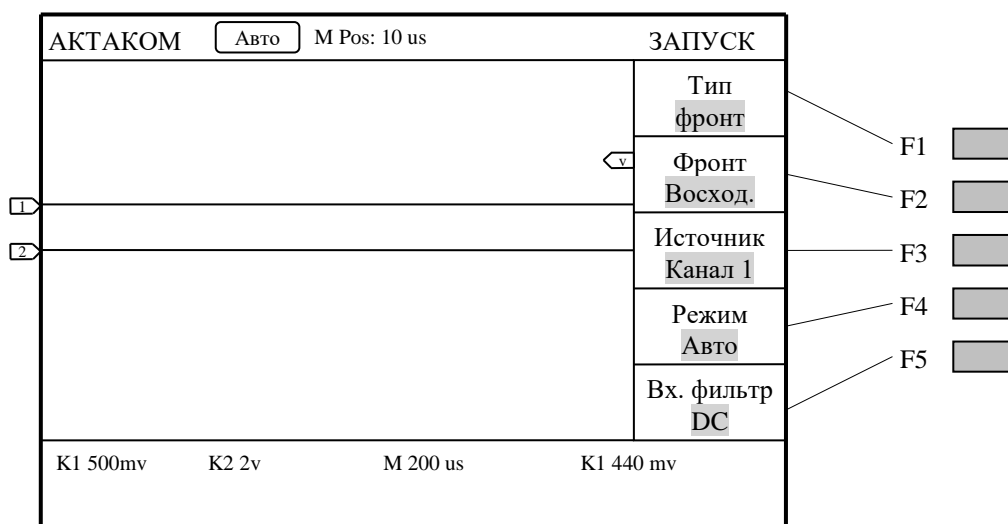 АКТАКОМ Авто M Pos: 10 us ЗАПУСК
Тип
фронт
F1
v
Фронт
Восход.
F2
1
Источник
Канал 1
F3
2
Режим
Авто
F4
Вх. фильтр
DC
F5
K1 500mv K2 2v M 200 us K1 440 mv